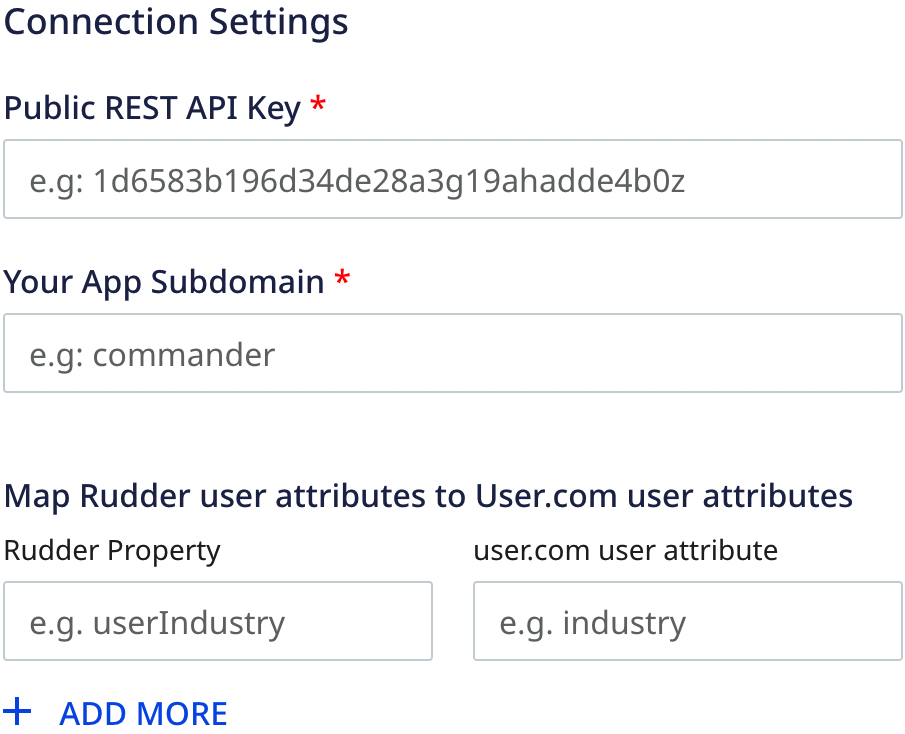 Connection Settings
Public REST API Key *
e.g: 1d6583b196d34de28a3g19ahadde4b0z
Your App Subdomain *
e.g: commander
Map Rudder user attributes to User.com user attributes
Rudder Property user.com user attribute
e.g. userIndustry e.g. industry
+ ADD MORE